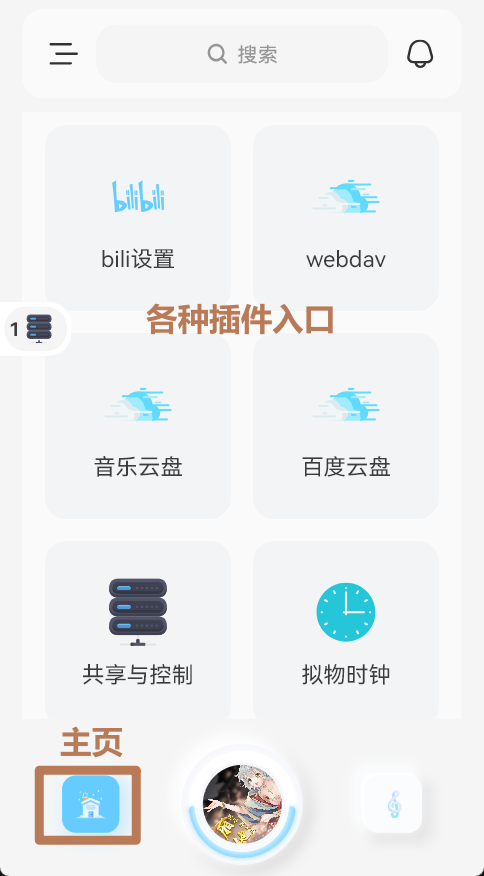 搜索
bilibili
bili设置
webdav
各种插件入口
1
音乐云盘
百度云盘
共享与控制
拟物时钟
主页